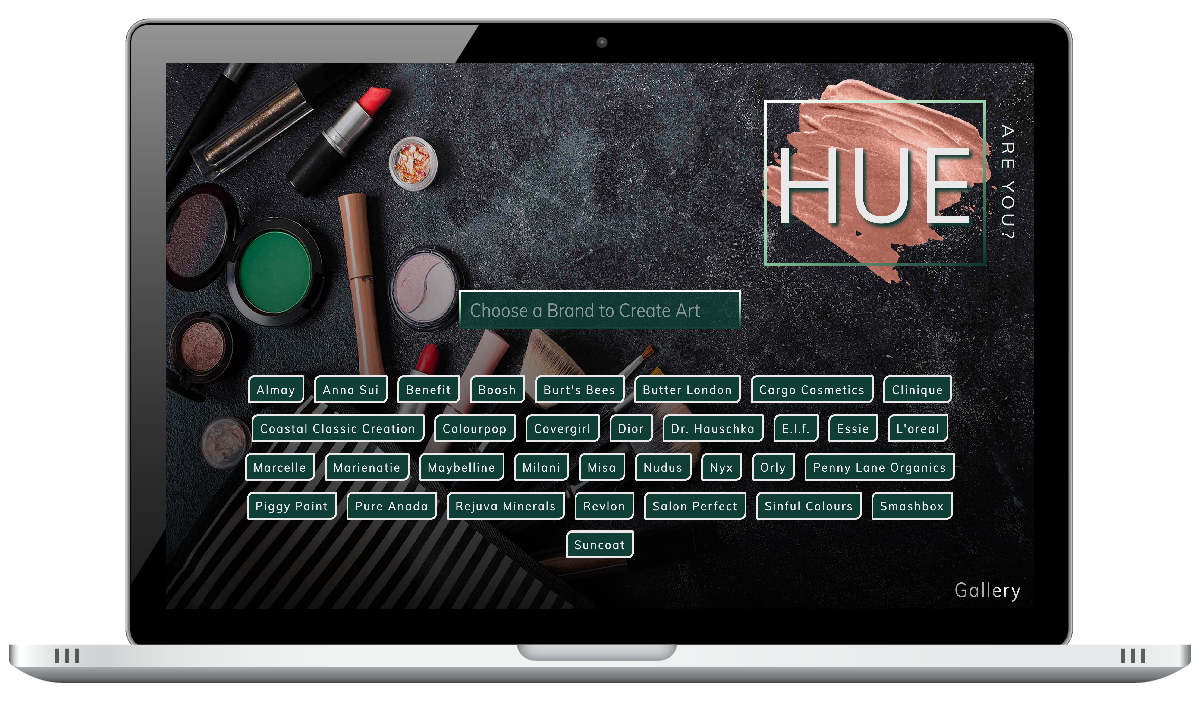 HUE
ARE YOU?
Choose a Brand to Create Art
Almay Anna Sui Benefit Boosh Burt's Bees Butter London Cargo Cosmetics Clinique
Coastal Classic Creation Colourpop Covergirl Dior Dr. Hauschka E.l.f. Essie L'oreal
Marcelle Marienatie Maybelline Milani Misa Nudus Nyx Orly Penny Lane Organics
Piggy Paint Pure Anada Rejuva Minerals Revlon Salon Perfect Sinful Colours Smashbox
Suncoat
Gallery